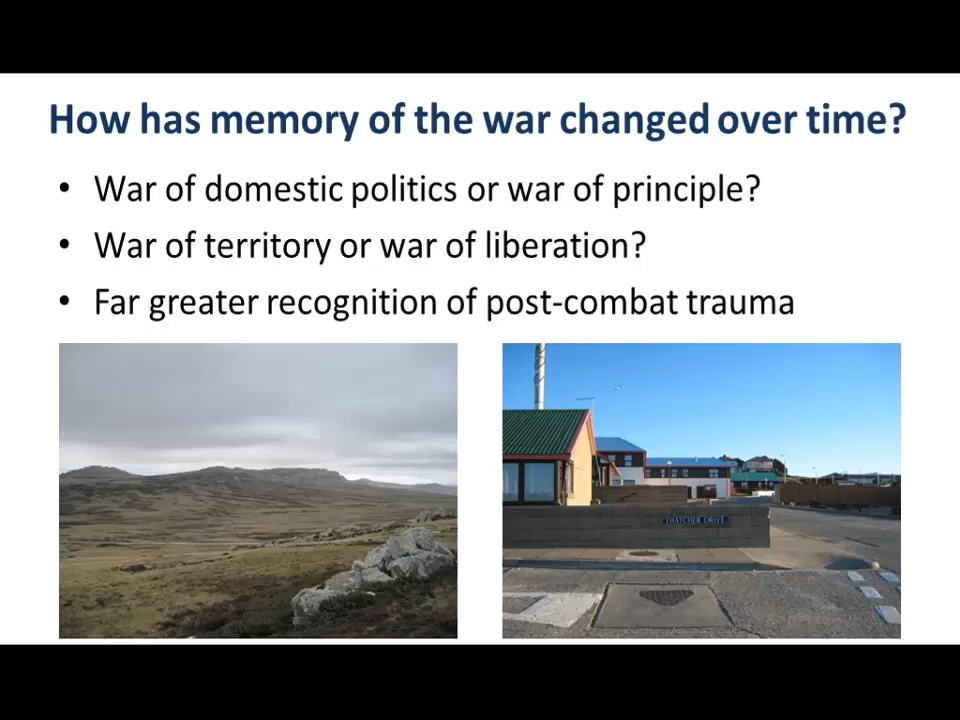 How has memory of the war changed over time?
• War of domestic politics or war of principle?
• War of territory or war of liberation?
• Far greater recognition of post-combat trauma
THATCHER DRIVE